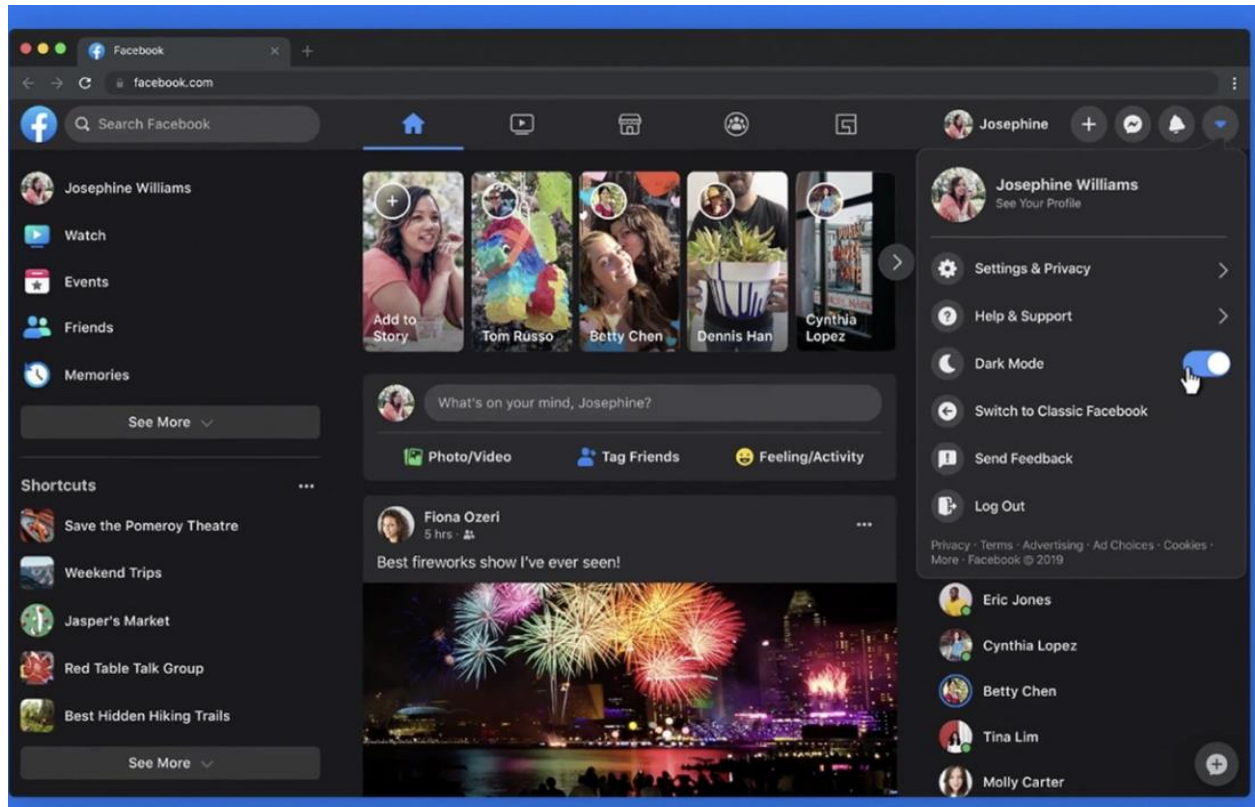 Facebook
facebook.com
Search Facebook
Josephine
Josephine Williams
Watch
Events
Friends
Memories
See More
Shortcuts
Save the Pomeroy Theatre
Weekend Trips
Jasper's Market
Red Table Talk Group
Best Hidden Hiking Trails
See More
Add to
Story
Tom Russo
Betty Chen
Dennis Han
Cynthia
Lopez
What's on your mind, Josephine?
Photo/Video
Tag Friends
Feeling/Activity
Fiona Ozeri
5 hrs ·
Best fireworks show I've ever seen!
Josephine Williams
See Your Profile
Settings & Privacy
Help & Support
Dark Mode
Switch to Classic Facebook
Send Feedback
Log Out
Privacy · Terms · Advertising · Ad Choices · Cookies ·
More · Facebook © 2019
Eric Jones
Cynthia Lopez
Betty Chen
Tina Lim
Molly Carter